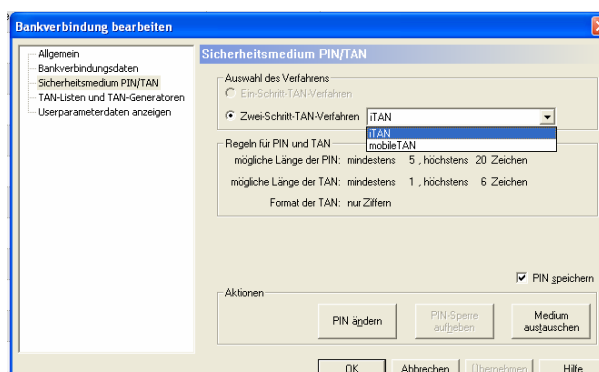 Bankverbindung bearbeiten
Allgemein
Bankverbindungsdaten
Sicherheitsmedium PIN/TAN
TAN-Listen und TAN-Generatoren
Userparameterdaten anzeigen
Sicherheitsmedium PIN/TAN
Auswahl des Verfahrens
Ein-Schritt-TAN-Verfahren
Zwei-Schritt-TAN-Verfahren iTAN
iTAN
mobileTAN
Regeln für PIN und TAN
mögliche Länge der PIN: mindestens 5 , höchstens 20 Zeichen
mögliche Länge der TAN: mindestens 1 , höchstens 6 Zeichen
Format der TAN: nur Ziffern
PIN speichern
Aktionen
PIN ändern
PIN-Sperre aufheben
Medium austauschen
OK Abbrechen Übernehmen Hilfe